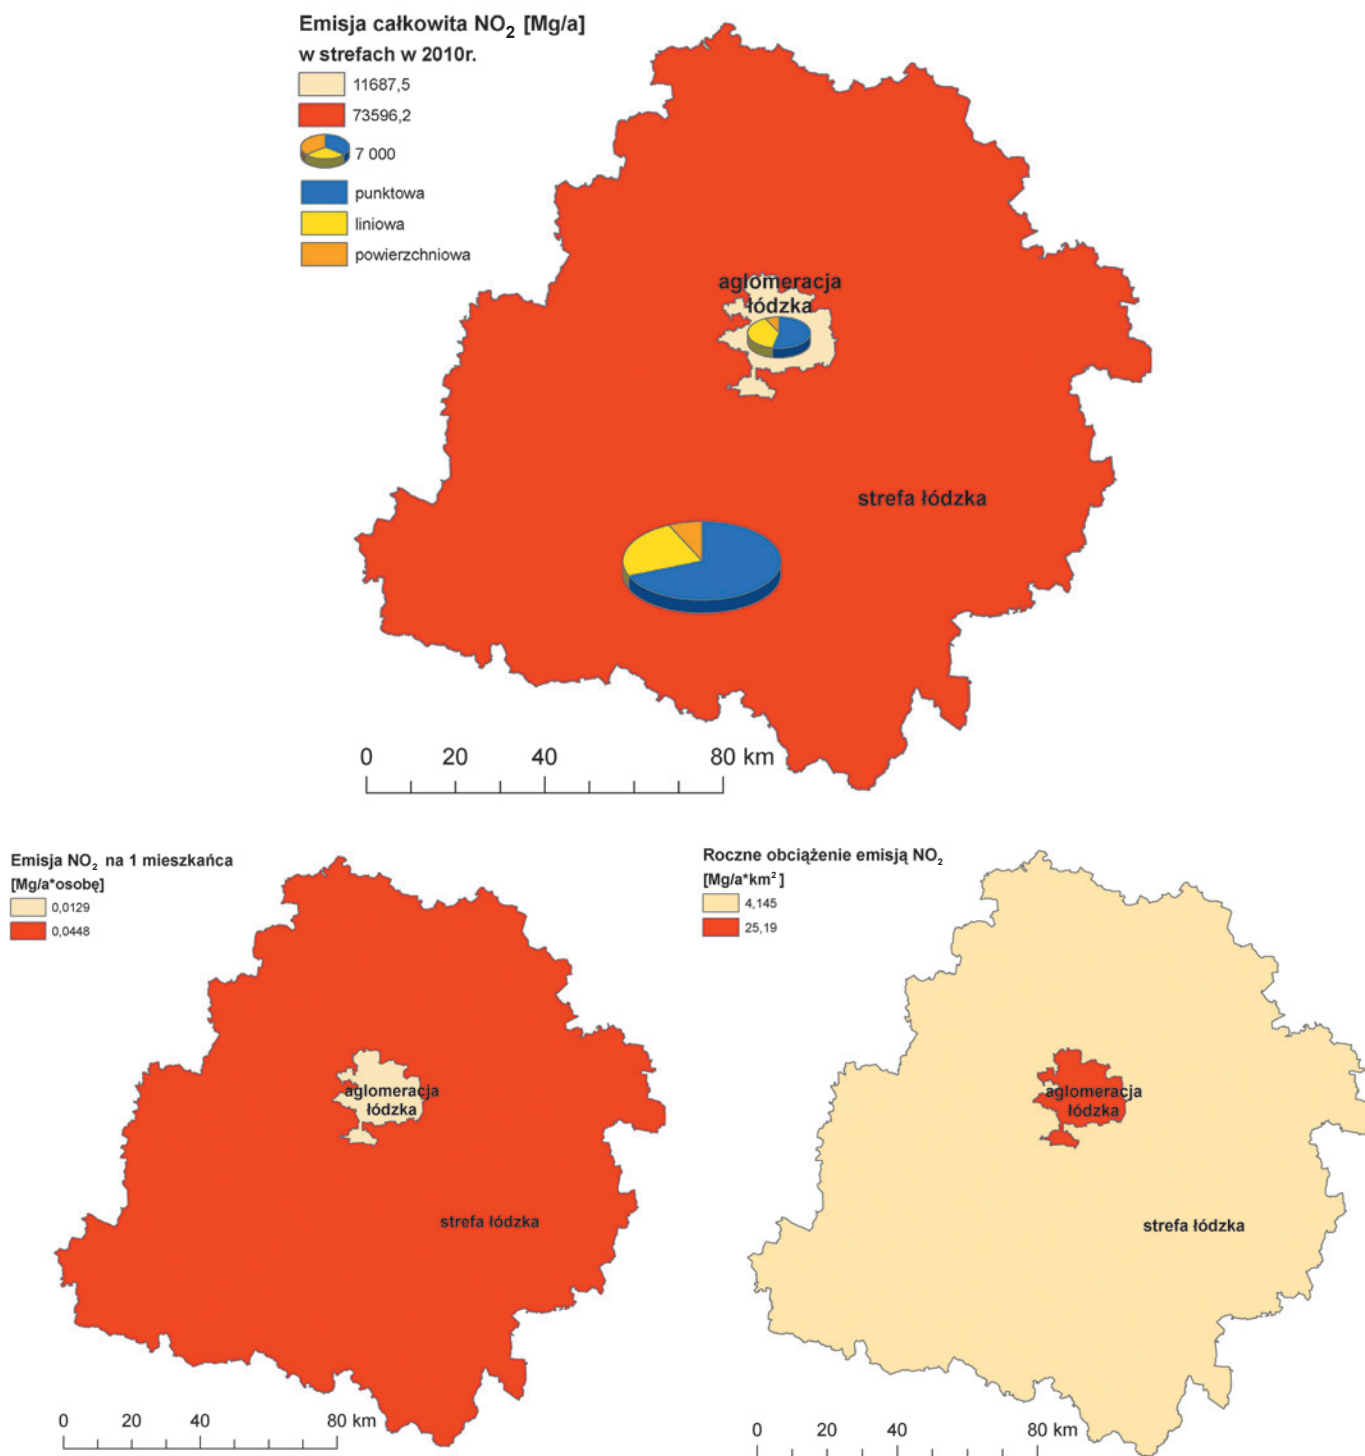 Emisja całkowita NO₂ [Mg/a]
w strefach w 2010r.
11687,5
73596,2
7 000
punktowa
liniowa
powierzchniowa
aglomeracja
łódzka
strefa łódzka
0 20 40 80 km
Emisja NO₂ na 1 mieszkańca
[Mg/a*osobę]
0,0129
0,0448
aglomeracja
łódzka
strefa łódzka
0 20 40 80 km
Roczne obciążenie emisją NO₂
[Mg/a*km²]
4,145
25,19
aglomeracja
łódzka
strefa łódzka
0 20 40 80 km